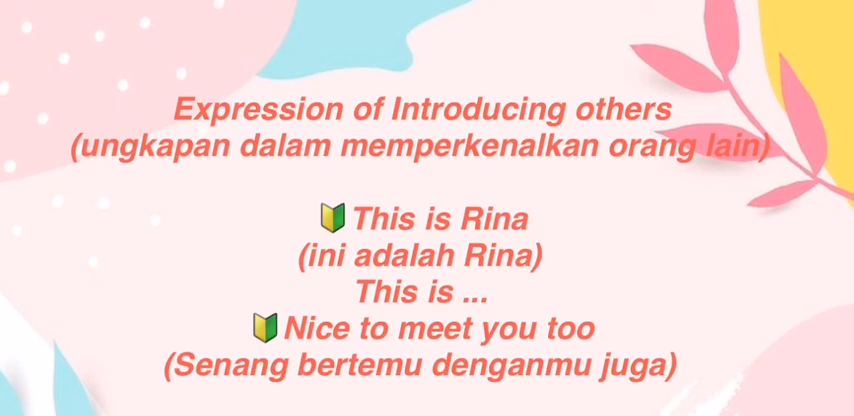 Expression of Introducing others
(ungkapan dalam memperkenalkan orang lain)
🔰This is Rina
(ini adalah Rina)
This is ...
🔰Nice to meet you too
(Senang bertemu denganmu juga)